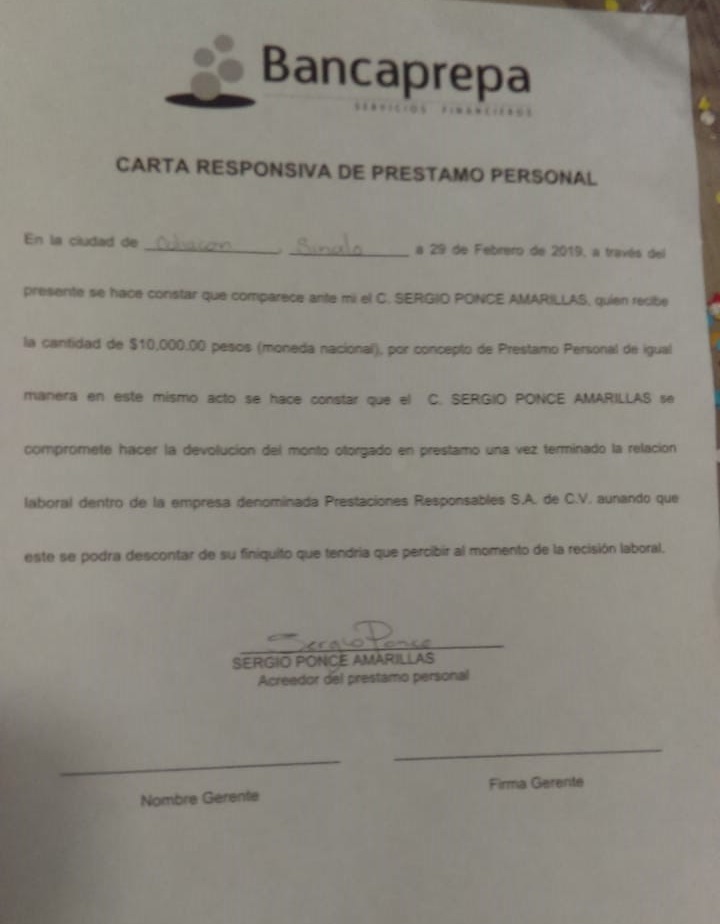 Bancaprepa
SERVICIOS FINANCIEROS
CARTA RESPONSIVA DE PRESTAMO PERSONAL
En la ciudad de Culiacan, Sinalo a 29 de Febrero de 2019, a través del
presente se hace constar que comparece ante mi el C. SERGIO PONCE AMARILLAS, quien recibe
la cantidad de $10,000.00 pesos (moneda nacional), por concepto de Prestamo Personal de igual
manera en este mismo acto se hace constar que el C. SERGIO PONCE AMARILLAS se
compromete hacer la devolucion del monto otorgado en prestamo una vez terminado la relacion
laboral dentro de la empresa denominada Prestaciones Responsables S.A. de C.V. aunando que
este se podra descontar de su finiquito que tendria que percibir al momento de la recisión laboral.
Sergio Ponce
SERGIO PONCE AMARILLAS
Acreedor del prestamo personal
Nombre Gerente
Firma Gerente